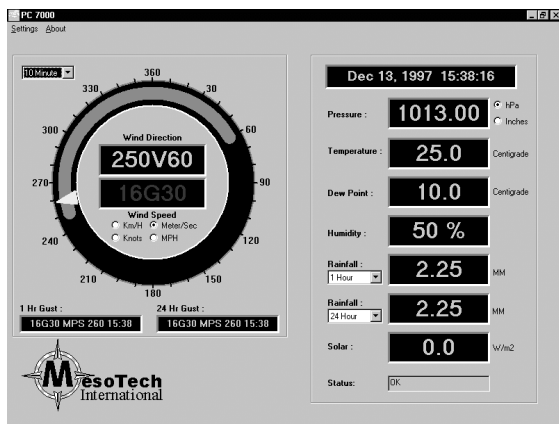 PC 7000
Settings About
10 Minute
360
330 30
300 60
270 90
240 120
210 150
180
Wind Direction
250V60
16G30
Wind Speed
Km/H Meter/Sec
Knots MPH
1 Hr Gust : 24 Hr Gust :
16G30 MPS 260 15:38 16G30 MPS 260 15:38
MesoTech
International
Dec 13, 1997 15:38:16
Pressure : 1013.00 hPa
Inches
Temperature : 25.0 Centigrade
Dew Point : 10.0 Centigrade
Humidity : 50 %
Rainfall :
1 Hour 2.25 MM
Rainfall :
24 Hour 2.25 MM
Solar : 0.0 W/m2
Status: OK